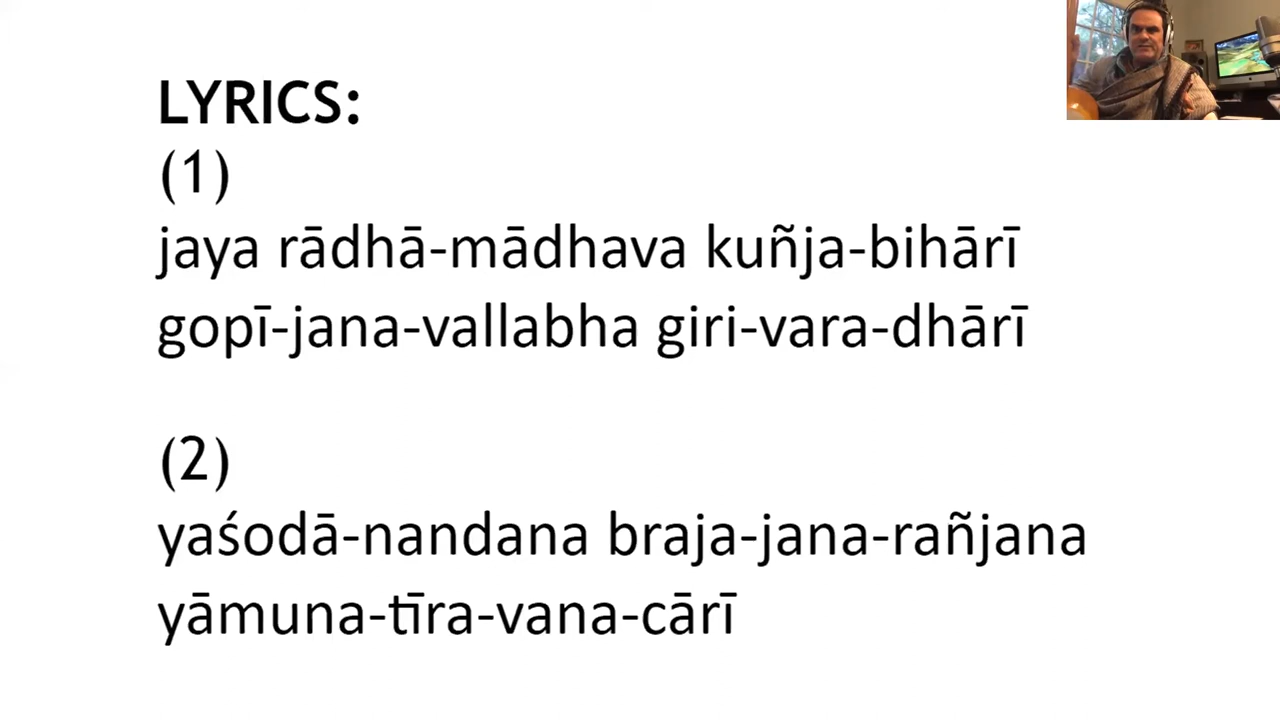 LYRICS:
(1)
jaya rādhā-mādhava kuñja-bihārī
gopī-jana-vallabha giri-vara-dhārī
(2)
yaśodā-nandana braja-jana-rañjana
yāmuna-tīra-vana-cārī